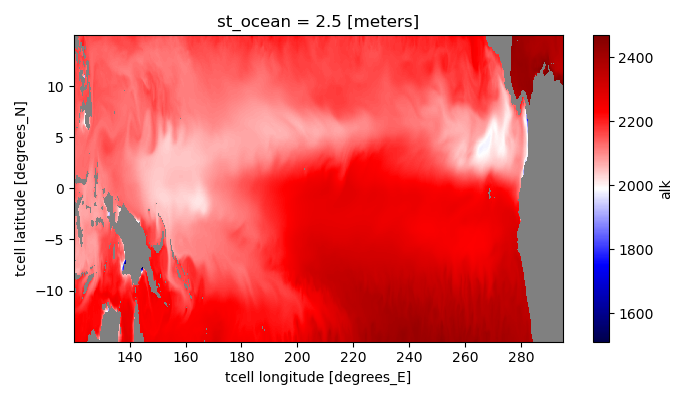 st_ocean = 2.5 [meters]
10
5
0
−5
−10
tcell latitude [degrees_N]
140 160 180 200 220 240 260 280
tcell longitude [degrees_E]
2400
2200
2000
1800
1600
alk